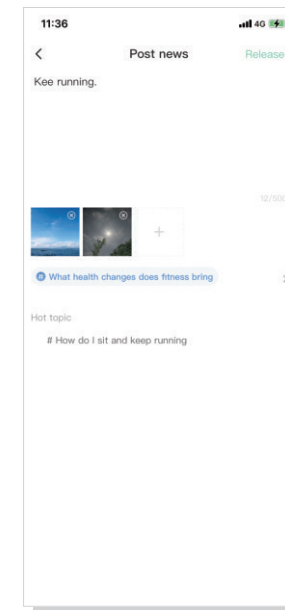 11:36
4G
Post news
Release
Kee running.
12/500
# What health changes does fitness bring
Hot topic
# How do I sit and keep running